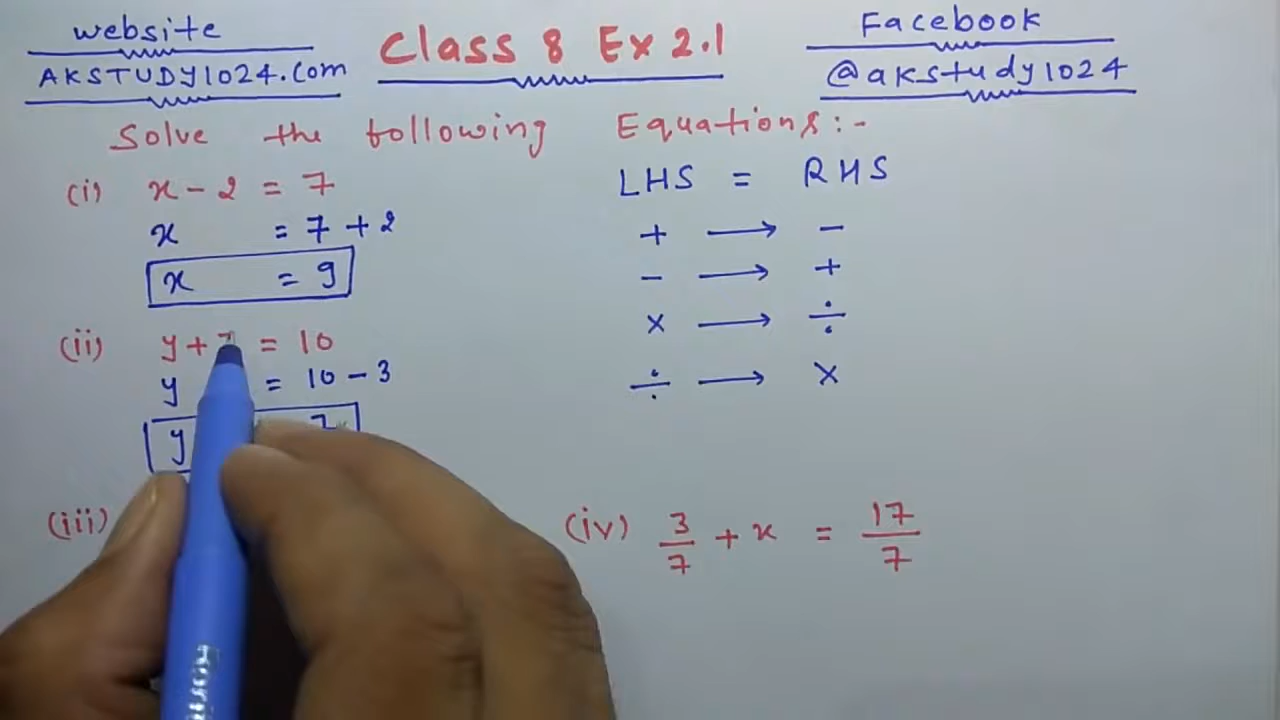 website
AKSTUDY1024.com
Class 8 Ex 2.1
Facebook
@akstudy1024
Solve the following Equations:-
(i) x - 2 = 7
x = 7 + 2
x = 9
(ii) y + = 10
y = 10 - 3
y
LHS = RHS
+ → -
- → +
× → ÷
÷ → ×
(iii)
(iv) 3/7 + x = 17/7